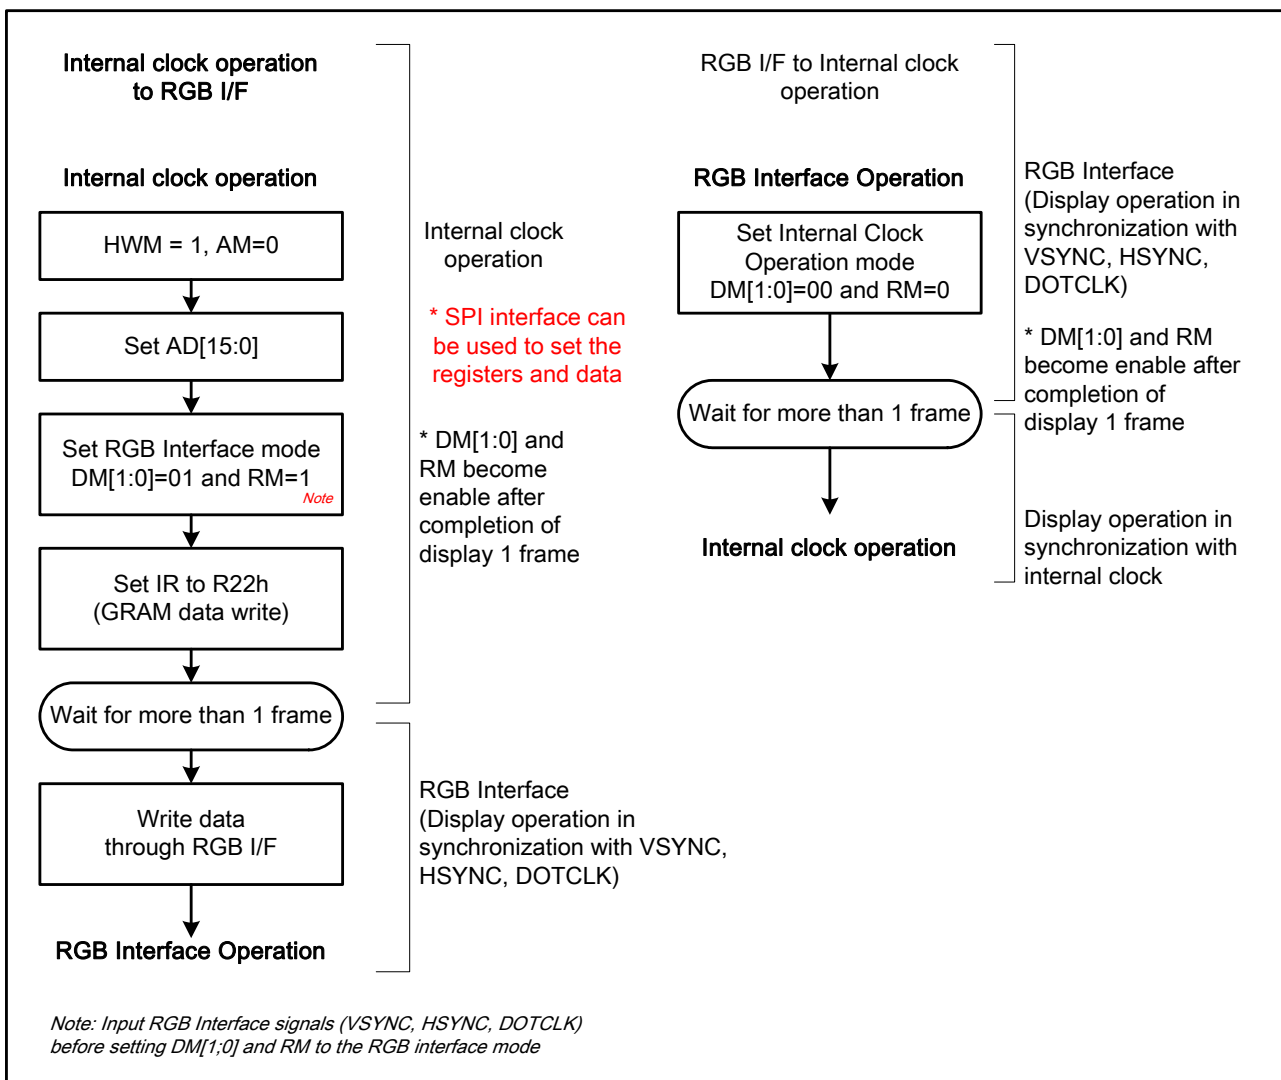 Internal clock operation
to RGB I/F
Internal clock operation
HWM = 1, AM=0
Set AD[15:0]
Set RGB Interface mode
DM[1:0]=01 and RM=1
Note
Set IR to R22h
(GRAM data write)
Wait for more than 1 frame
Write data
through RGB I/F
RGB Interface Operation
Internal clock
operation
* SPI interface can
be used to set the
registers and data
* DM[1:0] and
RM become
enable after
completion of
display 1 frame
RGB Interface
(Display operation in
synchronization with VSYNC,
HSYNC, DOTCLK)
RGB I/F to Internal clock
operation
RGB Interface Operation
Set Internal Clock
Operation mode
DM[1:0]=00 and RM=0
Wait for more than 1 frame
Internal clock operation
RGB Interface
(Display operation in
synchronization with
VSYNC, HSYNC,
DOTCLK)
* DM[1:0] and RM
become enable after
completion of
display 1 frame
Display operation in
synchronization with
internal clock
Note: Input RGB Interface signals (VSYNC, HSYNC, DOTCLK)
before setting DM[1;0] and RM to the RGB interface mode